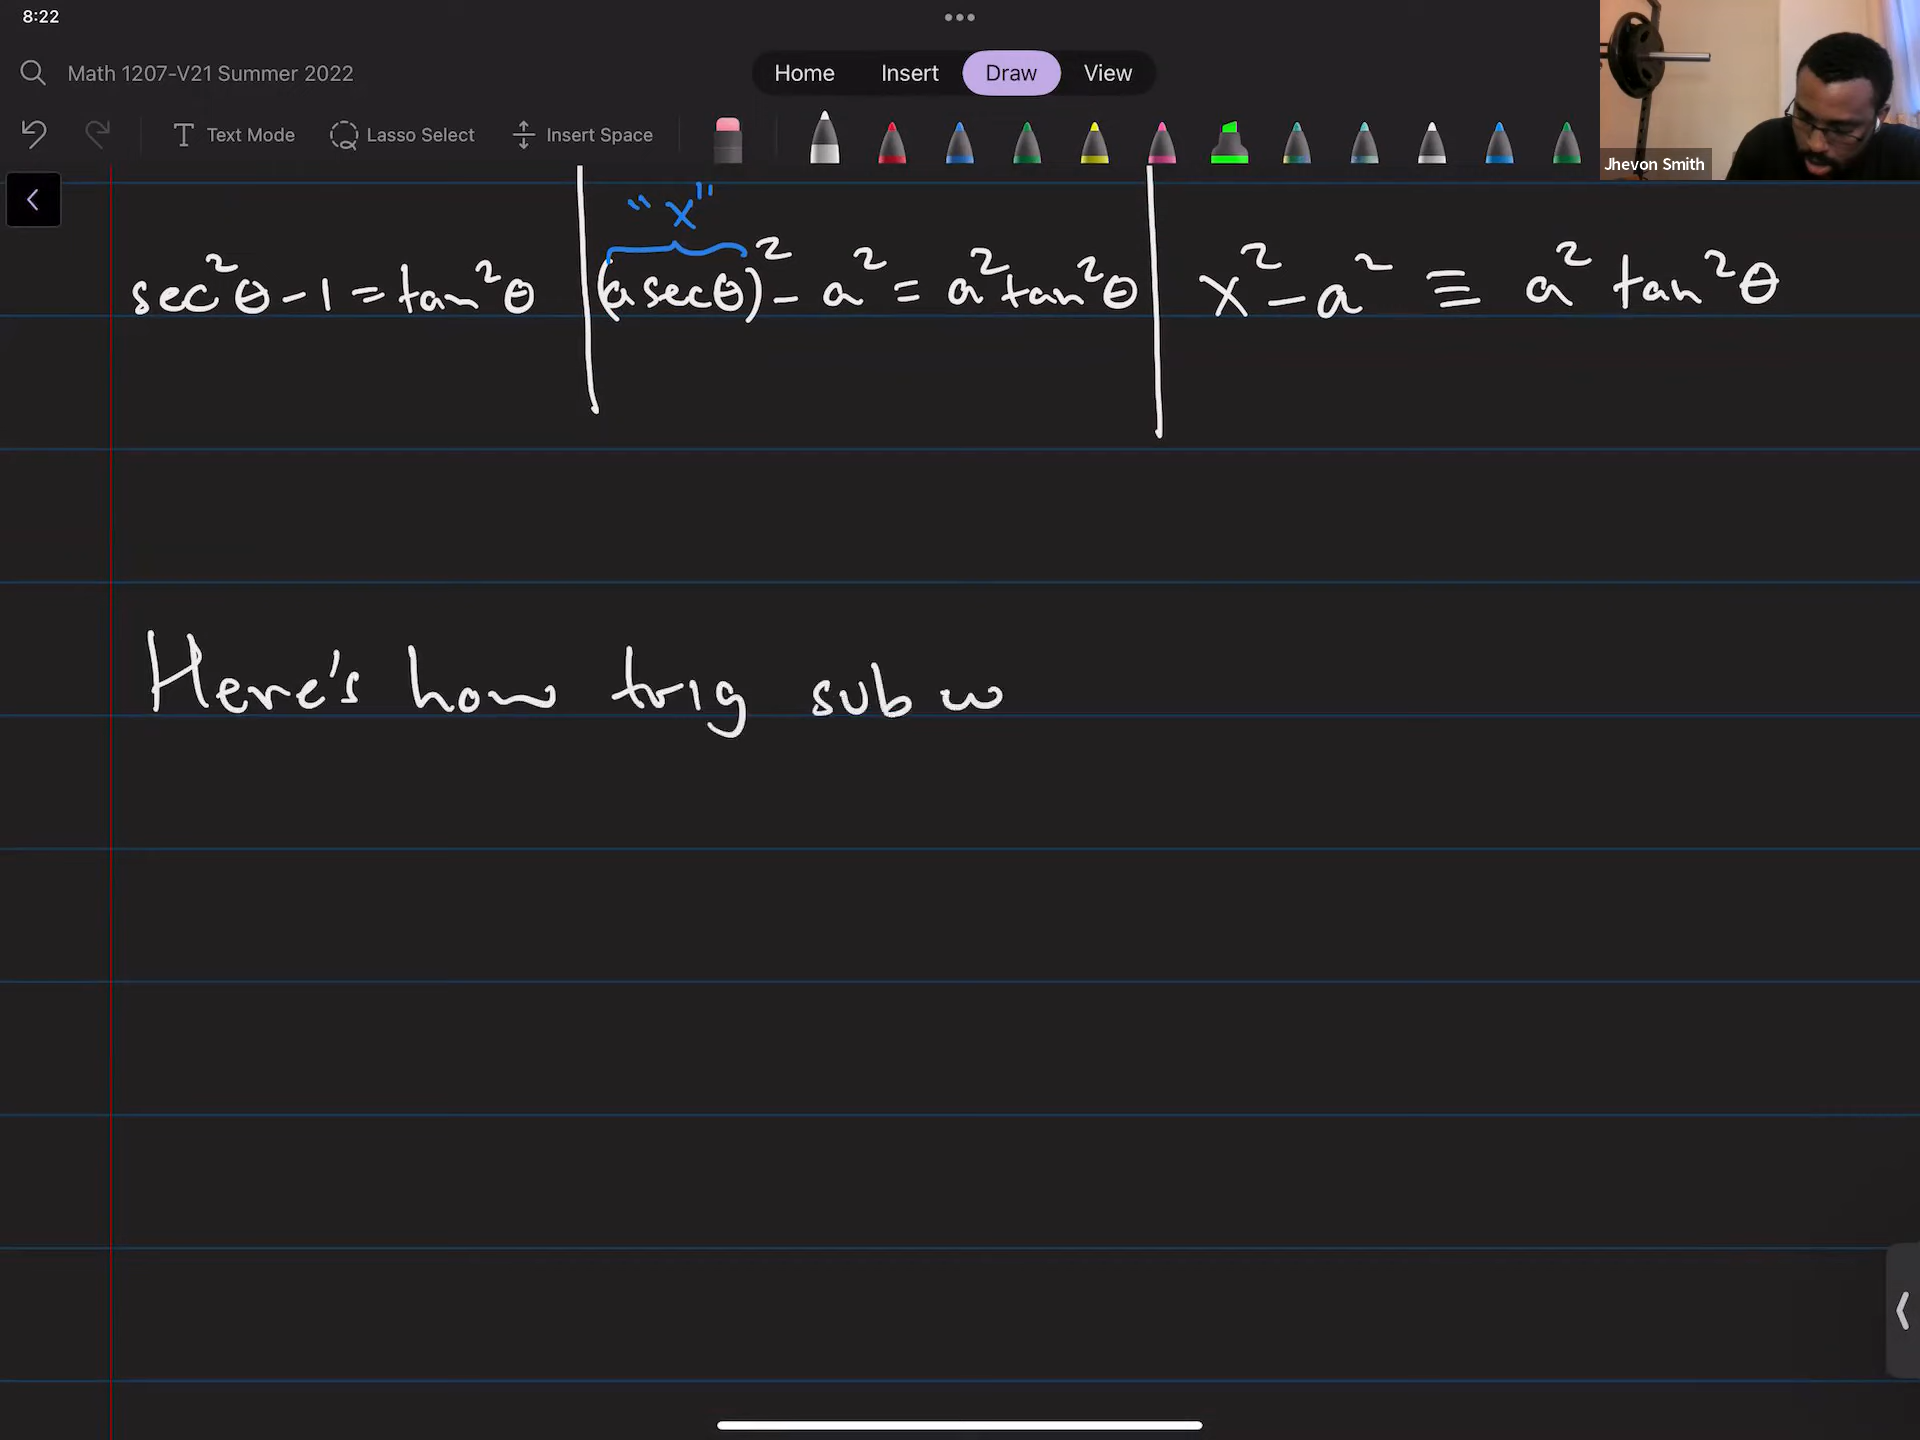 8:22
Math 1207-V21 Summer 2022
Home Insert Draw View
Text Mode Lasso Select Insert Space
Jhevon Smith
"x"
sec²θ-1=tan²θ | (a secθ)² - a² = a²tan²θ | x² - a² ≡ a² tan²θ
Here's how trig sub w